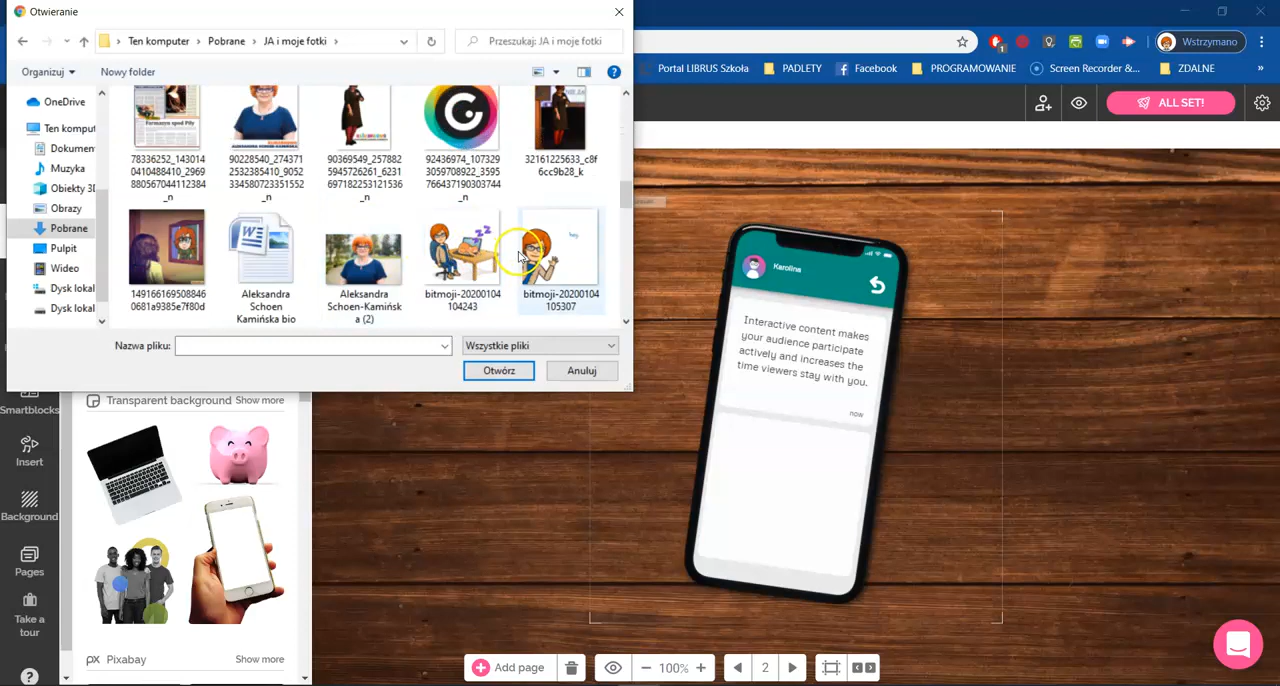 Otwieranie
Ten komputer
Pobrane
JA i moje fotki
Przeszukaj: JA i moje fotki
Organizuj
Nowy folder
OneDrive
Ten komput
Dokumen
Muzyka
Obiekty 3D
Obrazy
Pobrane
Pulpit
Wideo
Dysk lokal
Dysk lokal
78336252_143014
0410488410_2969
880567044112384
_n
90228540_274371
2532385410_9052
334580723351552
_n
90369549_257882
5945726261_6231
697182253121536
_n
92436974_107329
3059708922_3595
766437190303744
_n
32161225633_c8f
6cc9b28_k
149166169508846
0681a9385e7f80d
Aleksandra
Schoen
Kamińska bio
Aleksandra
Schoen-Kamińsk
a (2)
bitmoji-20200104
104243
hey
bitmoji-20200104
105307
Nazwa pliku:
Wszystkie pliki
Otwórz
Anuluj
1
Wstrzymano
Portal LIBRUS Szkoła
PADLETY
Facebook
PROGRAMOWANIE
Screen Recorder &...
ZDALNE
»
ALL SET!
Karolina
Interactive content makes
your audience participate
actively and increases the
time viewers stay with you.
now
Smartblocks
Insert
Background
Pages
Take a
tour
Transparent background
Show more
px Pixabay
Show more
Add page
100%
2